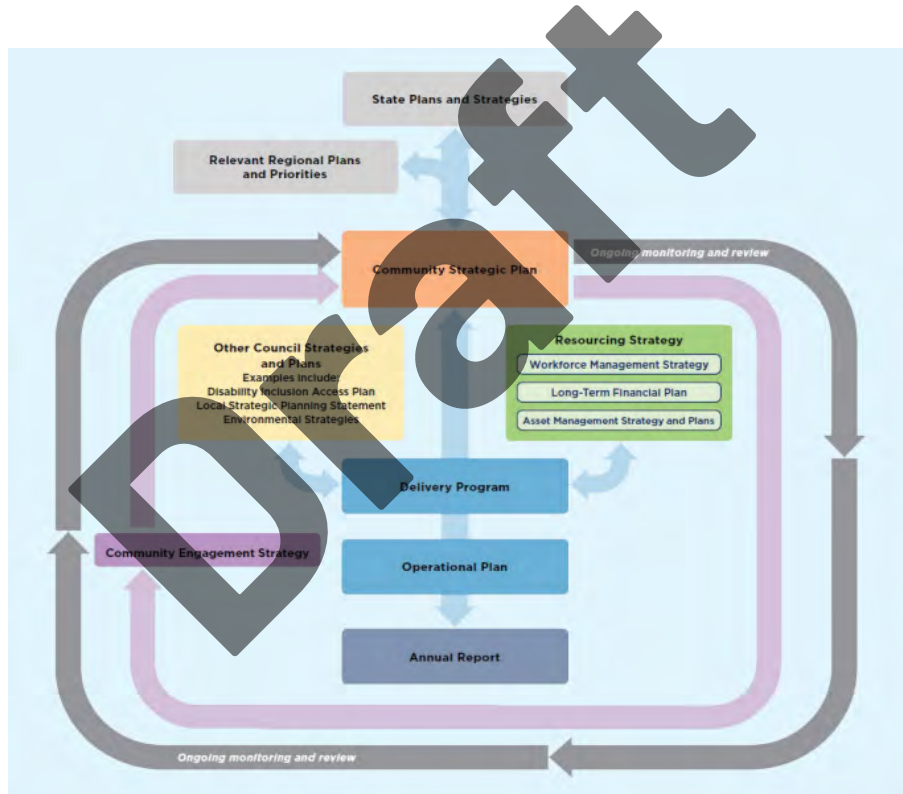 State Plans and Strategies
Relevant Regional Plans
and Priorities
Community Strategic Plan
Ongoing monitoring and review
Other Council Strategies
and Plans
Examples include:
Disability Inclusion Access Plan
Local Strategic Planning Statement
Environmental Strategies
Resourcing Strategy
Workforce Management Strategy
Long-Term Financial Plan
Asset Management Strategy and Plans
Delivery Program
Community Engagement Strategy
Operational Plan
Annual Report
Ongoing monitoring and review
Draft